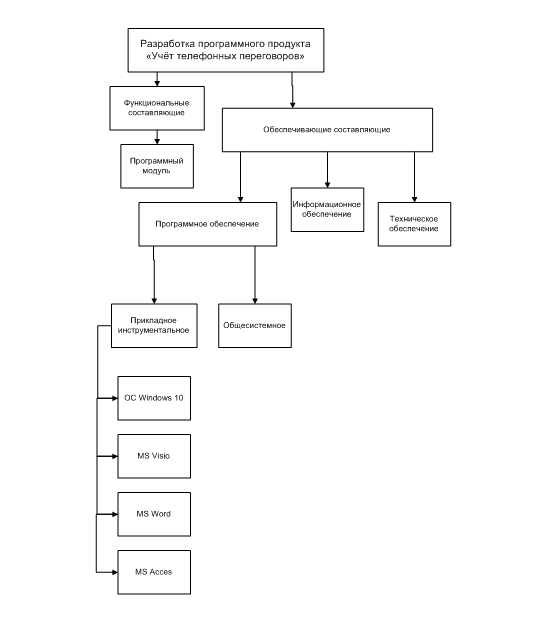 Разработка программного продукта
«Учёт телефонных переговоров»
Функциональные
составляющие
Обеспечивающие составляющие
Программный
модуль
Информационное
обеспечение
Программное обеспечение
Техническое
обеспечение
Прикладное
инструментальное
Общесистемное
ОС Windows 10
MS Visio
MS Word
MS Acces